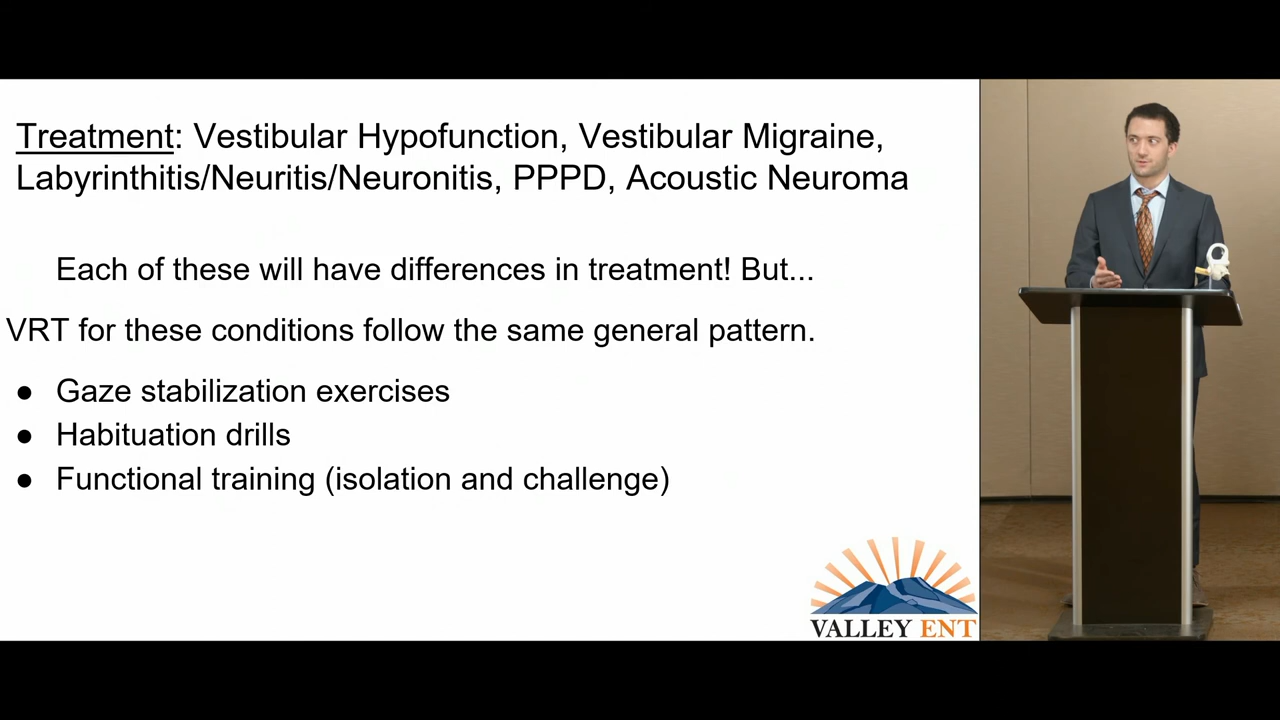 Treatment: Vestibular Hypofunction, Vestibular Migraine,
Labyrinthitis/Neuritis/Neuronitis, PPPD, Acoustic Neuroma
Each of these will have differences in treatment! But...
VRT for these conditions follow the same general pattern.
● Gaze stabilization exercises
● Habituation drills
● Functional training (isolation and challenge)
VALLEY ENT